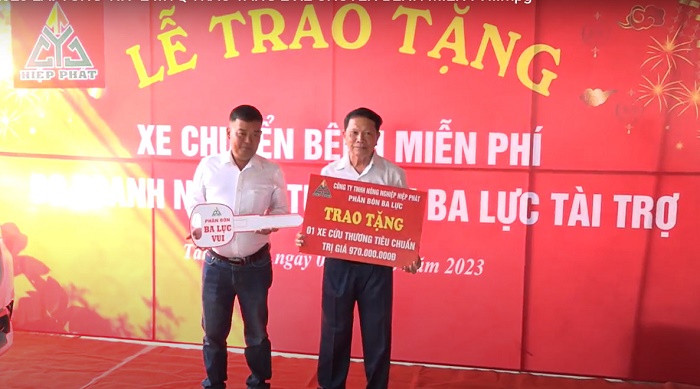 HIỆP PHÁT
LỄ TRAO TẶNG
XE CHUYỂN BỆNH MIỄN PHÍ
BA LỰC TÀI TRỢ
2023
PHÂN BÓN
BA LỰC
VUI
HIỆP PHÁT
CÔNG TY TNHH NÔNG NGHIỆP HIỆP PHÁT
PHÂN BÓN BA LỰC
TRAO TẶNG
01 XE CỨU THƯƠNG TIÊU CHUẨN
TRỊ GIÁ 970.000.000Đ